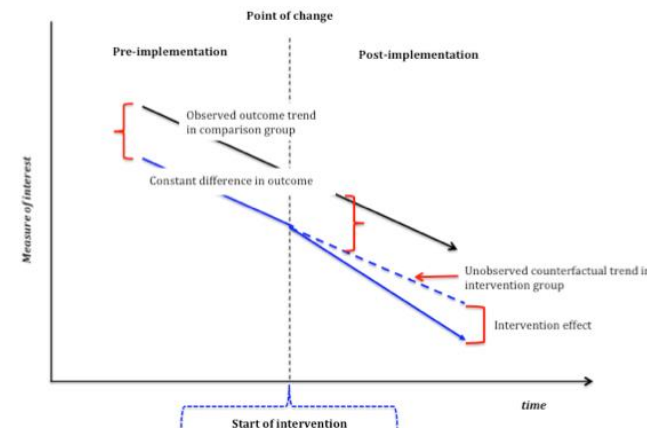 Point of change
Pre-implementation
Post-implementation
Observed outcome trend
in comparison group
Constant difference in outcome
Measure of interest
Unobserved counterfactual trend in
intervention group
Intervention effect
time
Start of intervention